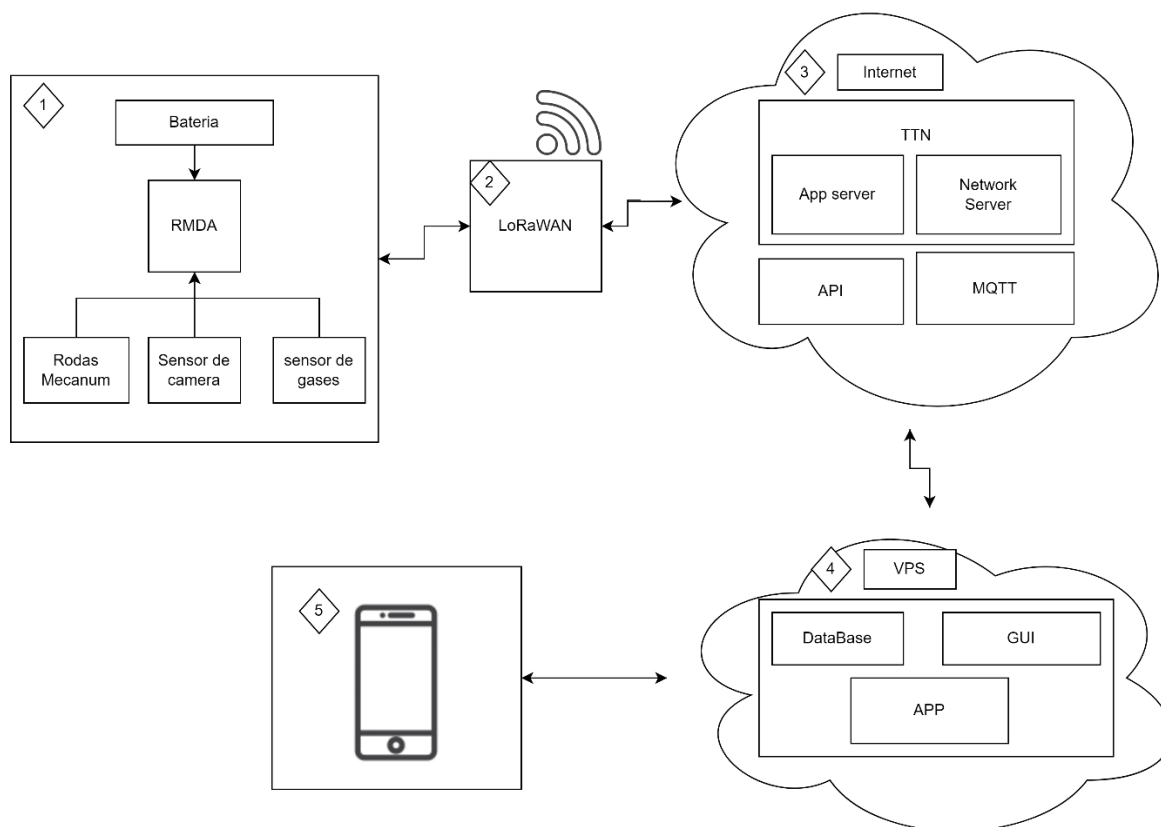 1
Bateria
RMDA
Rodas
Mecanum
Sensor de
camera
sensor de
gases
2
LoRaWAN
3
Internet
TTN
App server
Network
Server
API
MQTT
4
VPS
DataBase
GUI
APP
5